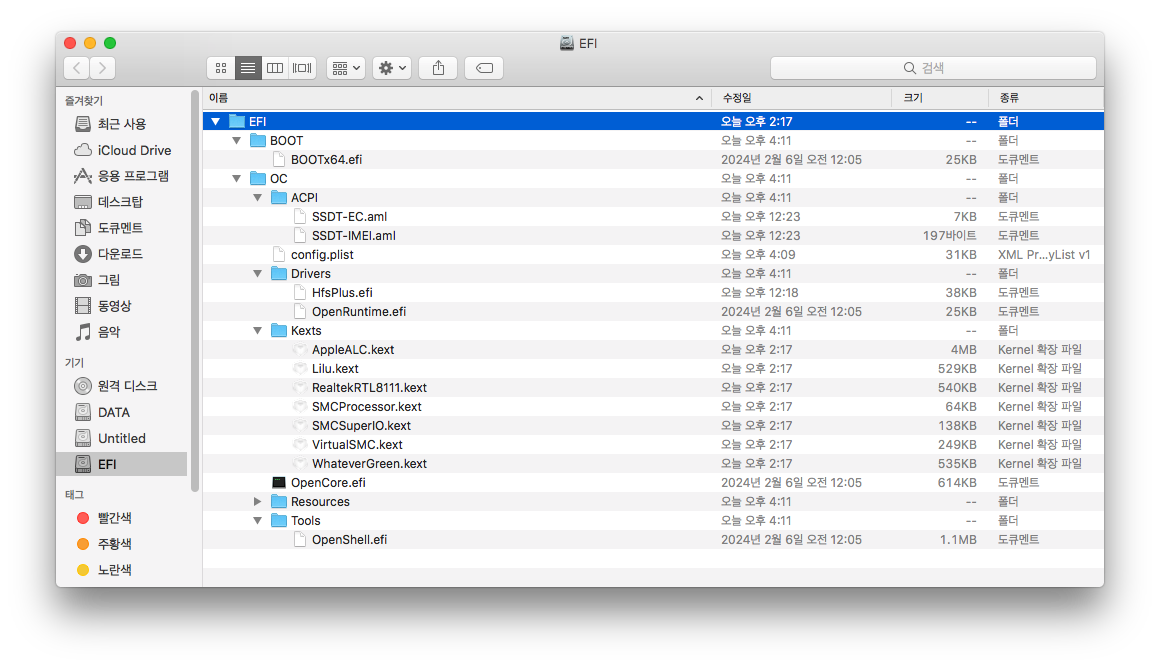 EFI
검색
즐겨찾기
최근 사용
iCloud Drive
응용 프로그램
데스크탑
도큐멘트
다운로드
그림
동영상
음악
기기
원격 디스크
DATA
Untitled
EFI
태그
빨간색
주황색
노란색
이름 수정일 크기 종류
EFI 오늘 오후 2:17 -- 폴더
BOOT 오늘 오후 4:11 -- 폴더
BOOTx64.efi 2024년 2월 6일 오전 12:05 25KB 도큐멘트
OC 오늘 오후 4:11 -- 폴더
ACPI 오늘 오후 4:11 -- 폴더
SSDT-EC.aml 오늘 오후 12:23 7KB 도큐멘트
SSDT-IMEI.aml 오늘 오후 12:23 197바이트 도큐멘트
config.plist 오늘 오후 4:09 31KB XML Pr...yList v1
Drivers 오늘 오후 4:11 -- 폴더
HfsPlus.efi 오늘 오후 12:18 38KB 도큐멘트
OpenRuntime.efi 2024년 2월 6일 오전 12:05 25KB 도큐멘트
Kexts 오늘 오후 4:11 -- 폴더
AppleALC.kext 오늘 오후 2:17 4MB Kernel 확장 파일
Lilu.kext 오늘 오후 2:17 529KB Kernel 확장 파일
RealtekRTL8111.kext 오늘 오후 2:17 540KB Kernel 확장 파일
SMCProcessor.kext 오늘 오후 2:17 64KB Kernel 확장 파일
SMCSuperIO.kext 오늘 오후 2:17 138KB Kernel 확장 파일
VirtualSMC.kext 오늘 오후 2:17 249KB Kernel 확장 파일
WhateverGreen.kext 오늘 오후 2:17 535KB Kernel 확장 파일
OpenCore.efi 2024년 2월 6일 오전 12:05 614KB 도큐멘트
Resources 오늘 오후 4:11 -- 폴더
Tools 오늘 오후 4:11 -- 폴더
OpenShell.efi 2024년 2월 6일 오전 12:05 1.1MB 도큐멘트